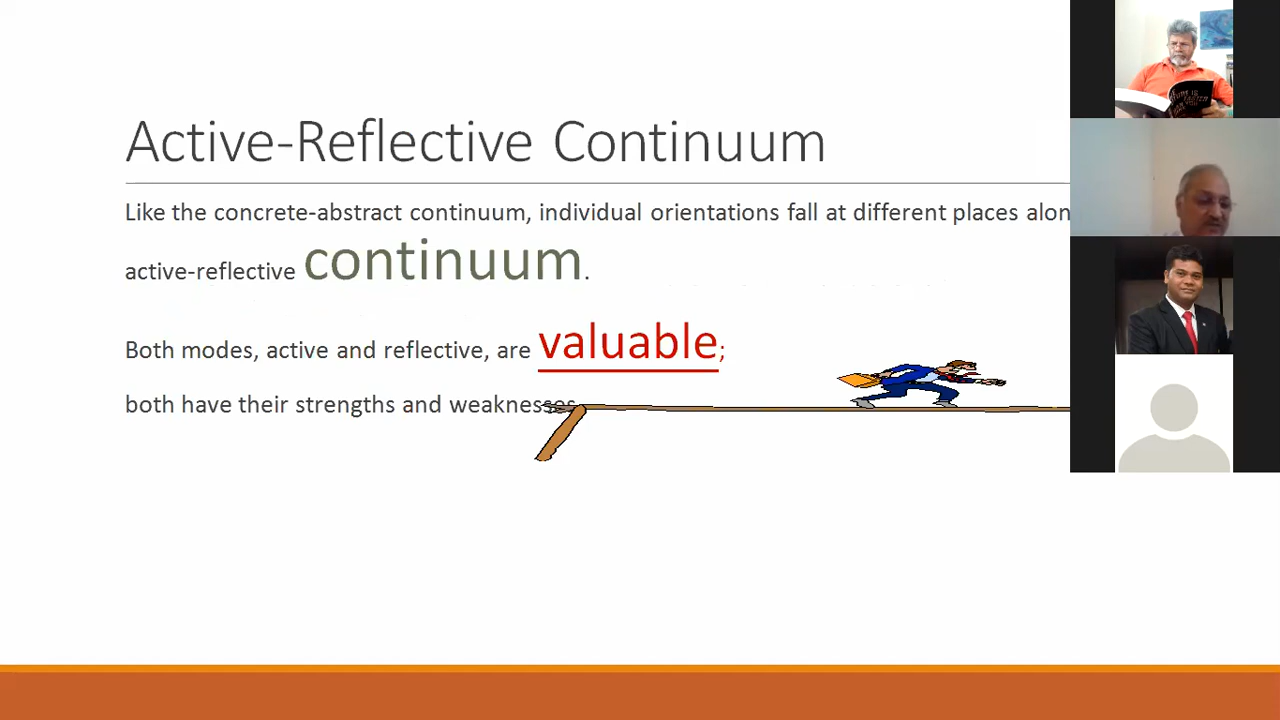 Active-Reflective Continuum
Like the concrete-abstract continuum, individual orientations fall at different places
active-reflective continuum.
Both modes, active and reflective, are valuable;
both have their strengths and weaknesses